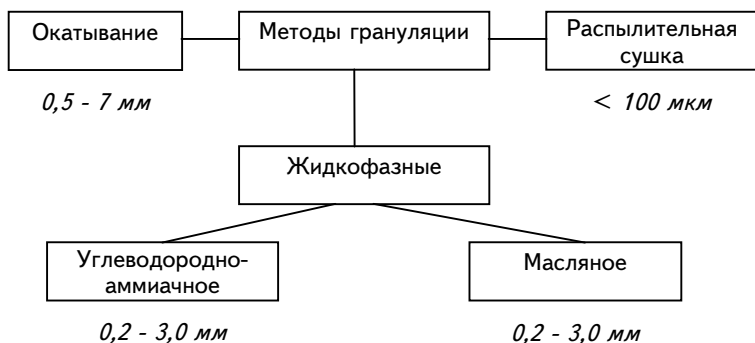 Окатывание
Методы грануляции
Распылительная
сушка
0,5 - 7 мм
< 100 мкм
Жидкофазные
Углеводородно-
аммиачное
Масляное
0,2 - 3,0 мм
0,2 - 3,0 мм